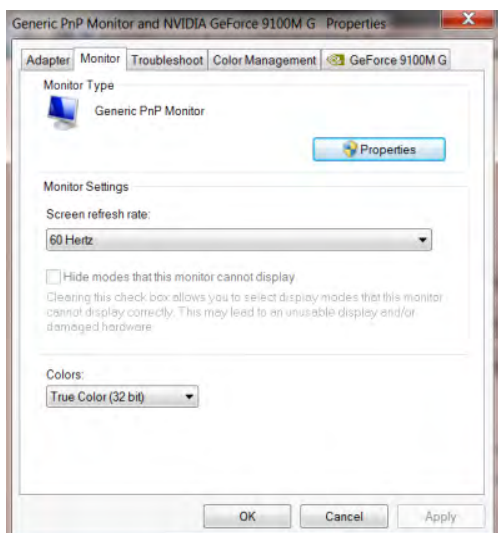 Generic PnP Monitor and NVIDIA GeForce 9100M G Properties
Adapter Monitor Troubleshoot Color Management GeForce 9100M G
Monitor Type
Generic PnP Monitor
Properties
Monitor Settings
Screen refresh rate:
60 Hertz
Hide modes that this monitor cannot display
Clearing this check box allows you to select display modes that this monitor
cannot display correctly. This may lead to an unusable display and/or
damaged hardware.
Colors:
True Color (32 bit)
OK Cancel Apply